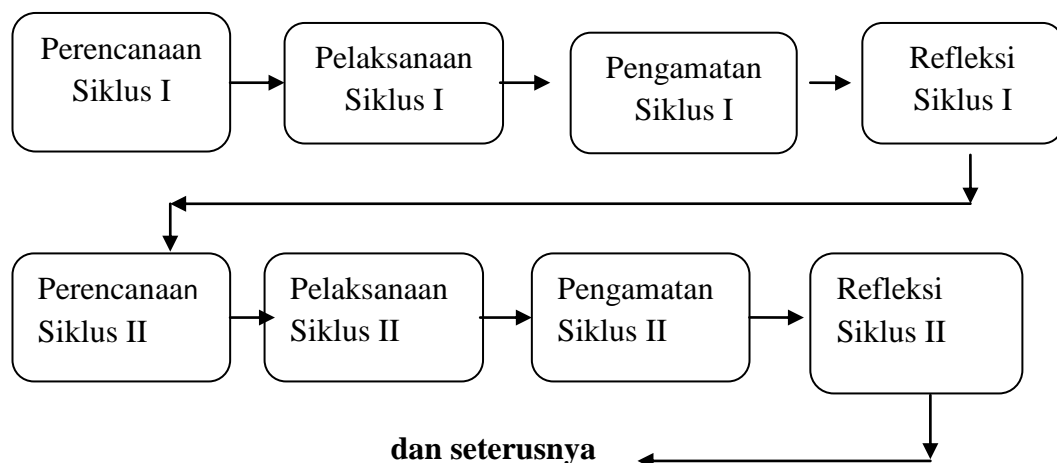 Perencanaan
Siklus I
Pelaksanaan
Siklus I
Pengamatan
Siklus I
Refleksi
Siklus I
Perencanaan
Siklus II
Pelaksanaan
Siklus II
Pengamatan
Siklus II
Refleksi
Siklus II
dan seterusnya